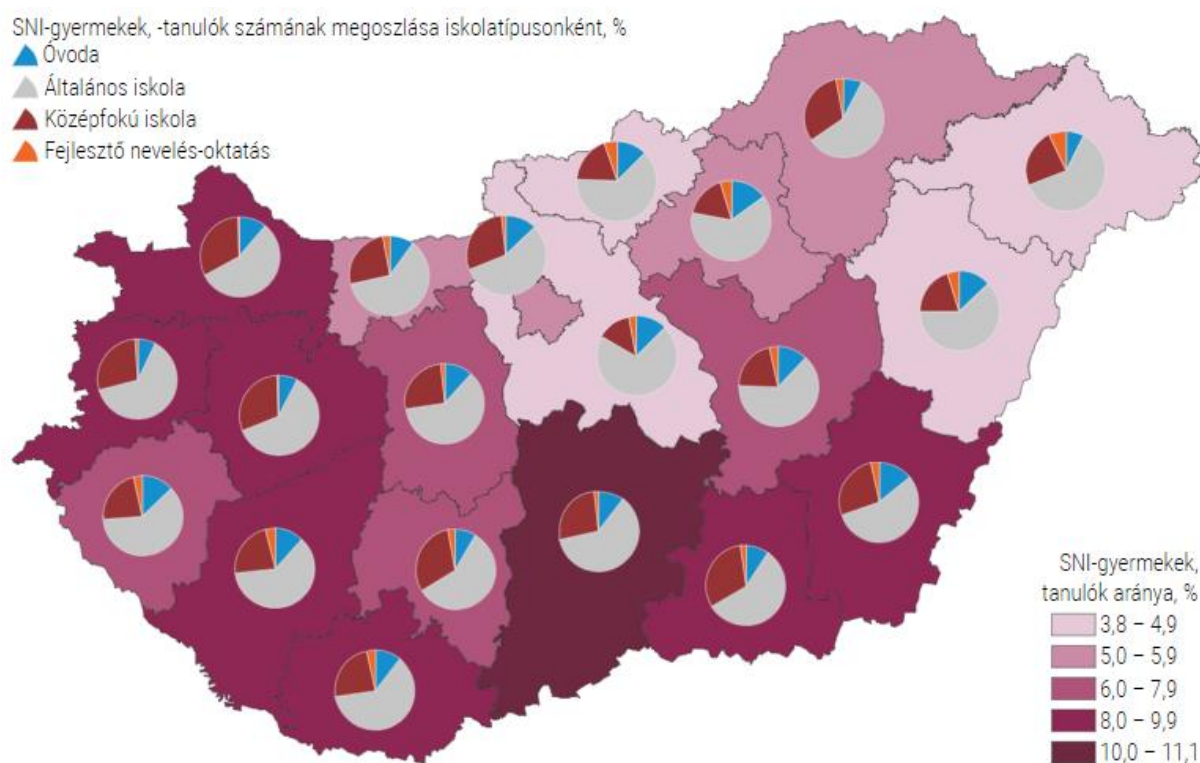 SNI-gyermekek, -tanulók számának megoszlása iskolatípusonként, %
Óvoda
Általános iskola
Középfokú iskola
Fejlesztő nevelés-oktatás
SNI-gyermekek,
tanulók aránya, %
3,8 – 4,9
5,0 – 5,9
6,0 – 7,9
8,0 – 9,9
10,0 – 11,1